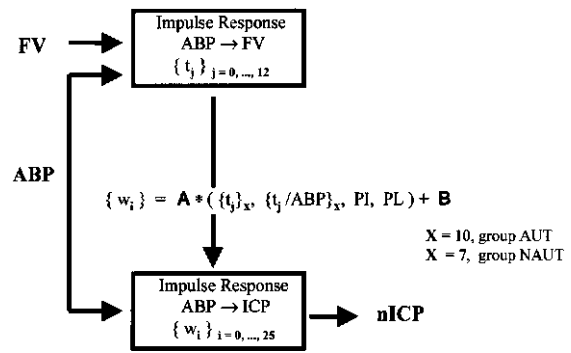 Impulse Response
ABP → FV
{ tj } j = 0, ..., 12
FV
ABP
{ wi } = A * ( {tj}x, {tj/ABP}x, PI, PL ) + B
X = 10, group AUT
X = 7, group NAUT
Impulse Response
ABP → ICP
{ wi } i = 0, ..., 25
nICP